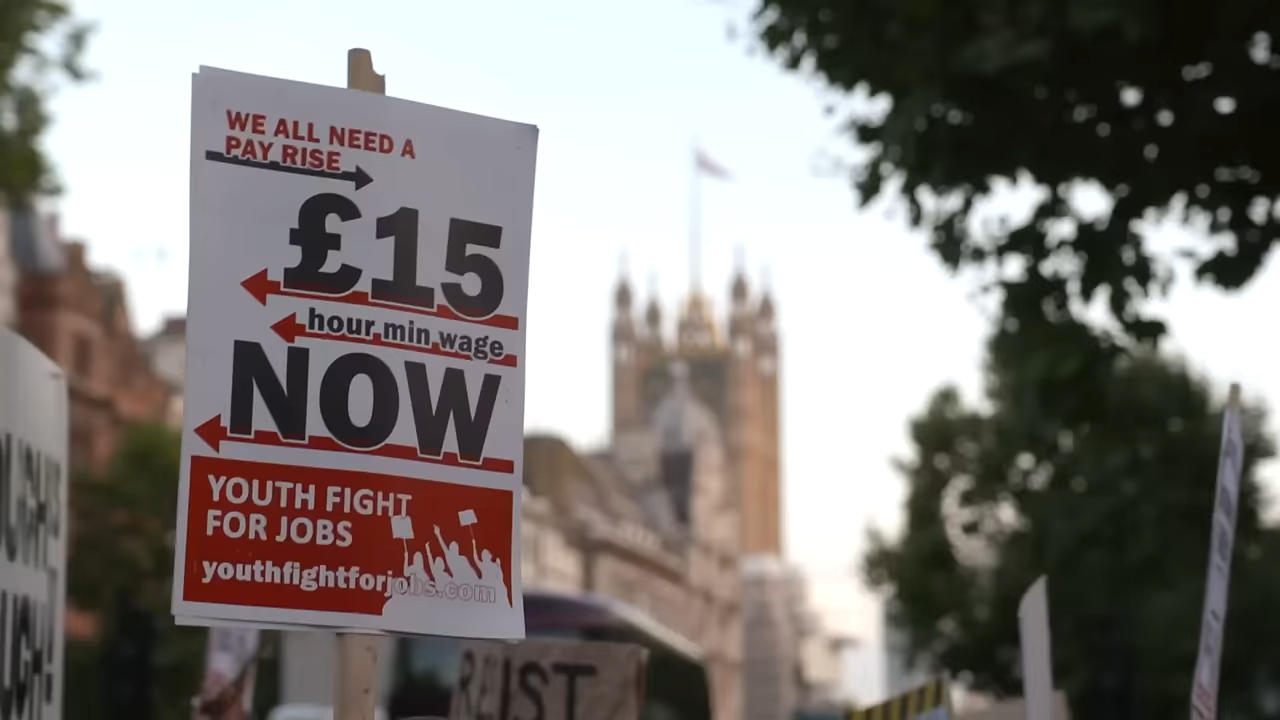 WE ALL NEED A
PAY RISE
£15
hour min wage
NOW
YOUTH FIGHT
FOR JOBS
youthfightforjobs.com